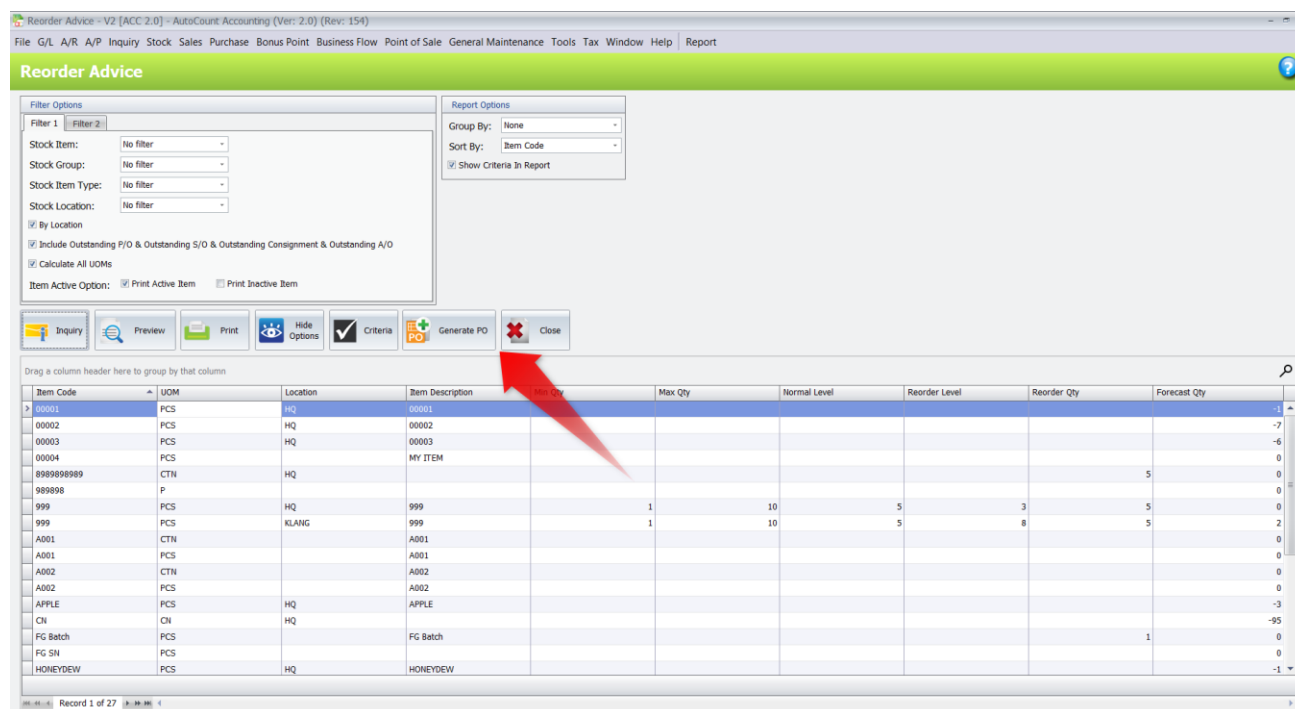 Reorder Advice - V2 [ACC 2.0] - AutoCount Accounting (Ver: 2.0) (Rev: 154)
File G/L A/R A/P Inquiry Stock Sales Purchase Bonus Point Business Flow Point of Sale General Maintenance Tools Tax Window Help Report
Reorder Advice
Filter Options
Filter 1 Filter 2
Stock Item: No filter
Stock Group: No filter
Stock Item Type: No filter
Stock Location: No filter
By Location
Include Outstanding P/O & Outstanding S/O & Outstanding Consignment & Outstanding A/O
Calculate All UOMs
Item Active Option: Print Active Item Print Inactive Item
Report Options
Group By: None
Sort By: Item Code
Show Criteria In Report
Inquiry Preview Print Hide Options Criteria PO Generate PO Close
Drag a column header here to group by that column
Item Code UOM Location Item Description Min Qty Max Qty Normal Level Reorder Level Reorder Qty Forecast Qty
00001 PCS HQ 00001 -1
00002 PCS HQ 00002 -7
00003 PCS HQ 00003 -6
00004 PCS MY ITEM 0
8989898989 CTN HQ 5 0
989898 P 0
999 PCS HQ 999 1 10 5 3 5 0
999 PCS KLANG 999 1 10 5 8 5 2
A001 CTN A001 0
A001 PCS A001 0
A002 CTN A002 0
A002 PCS A002 0
APPLE PCS HQ APPLE -3
CN CN HQ -95
FG Batch PCS FG Batch 1 0
FG SN PCS 0
HONEYDEW PCS HQ HONEYDEW -1
Record 1 of 27